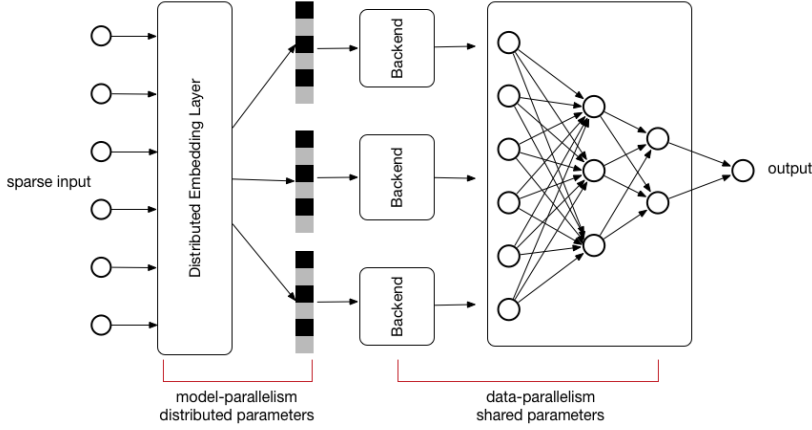 sparse input
Distributed Embedding Layer
Backend
Backend
Backend
output
model-parallelism
distributed parameters
data-parallelism
shared parameters